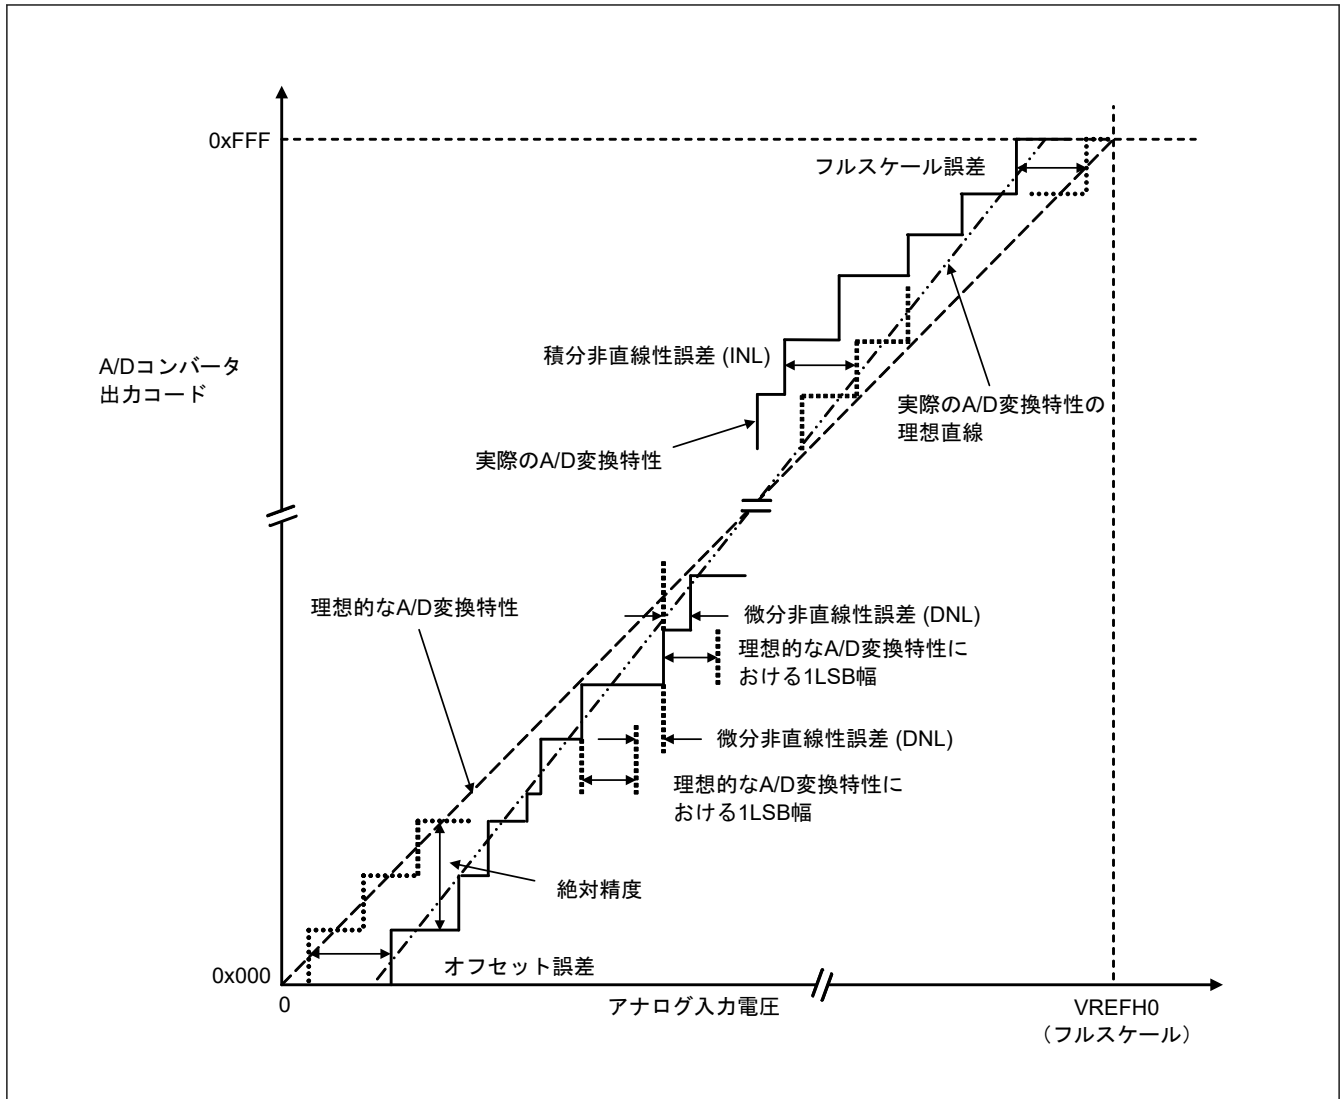 0xFFF
フルスケール誤差
A/Dコンバータ
出力コード
積分非直線性誤差 (INL)
実際のA/D変換特性の
理想直線
実際のA/D変換特性
理想的なA/D変換特性
微分非直線性誤差 (DNL)
理想的なA/D変換特性に
おける1LSB幅
微分非直線性誤差 (DNL)
理想的なA/D変換特性に
おける1LSB幅
絶対精度
オフセット誤差
0x000
0
アナログ入力電圧
VREFH0
（フルスケール）